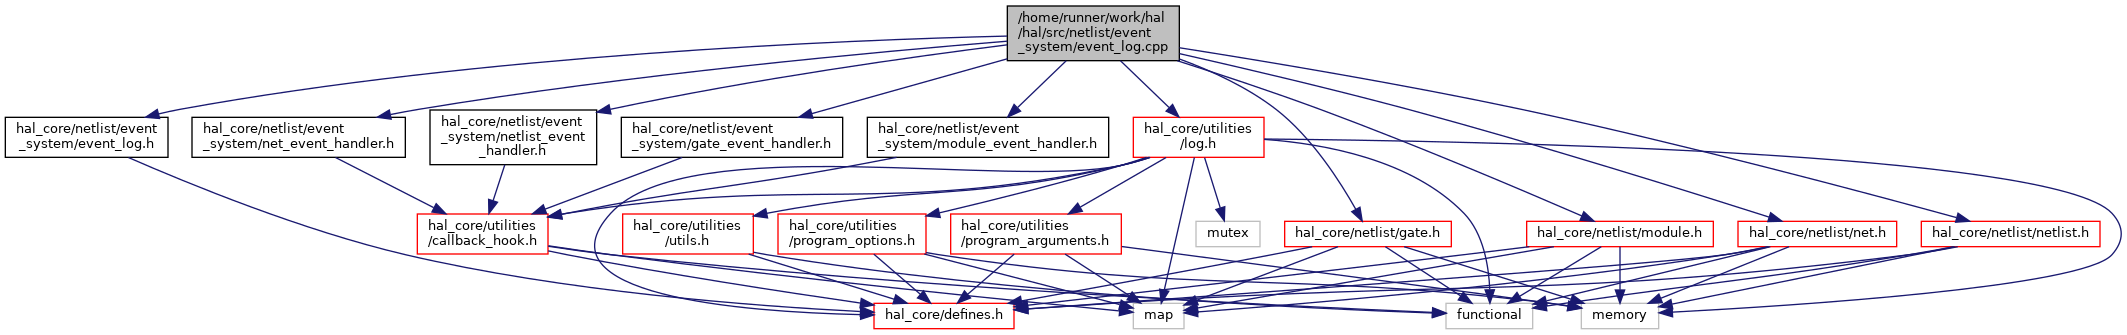 /home/runner/work/hal
/hal/src/netlist/event
_system/event_log.cpp
hal_core/netlist/event
_system/event_log.h
hal_core/netlist/event
_system/net_event_handler.h
hal_core/netlist/event
_system/netlist_event
_handler.h
hal_core/netlist/event
_system/gate_event_handler.h
hal_core/netlist/event
_system/module_event_handler.h
hal_core/utilities
/log.h
hal_core/utilities
/callback_hook.h
hal_core/utilities
/utils.h
hal_core/utilities
/program_options.h
hal_core/utilities
/program_arguments.h
mutex
hal_core/netlist/gate.h
hal_core/netlist/module.h
hal_core/netlist/net.h
hal_core/netlist/netlist.h
hal_core/defines.h
map
functional
memory